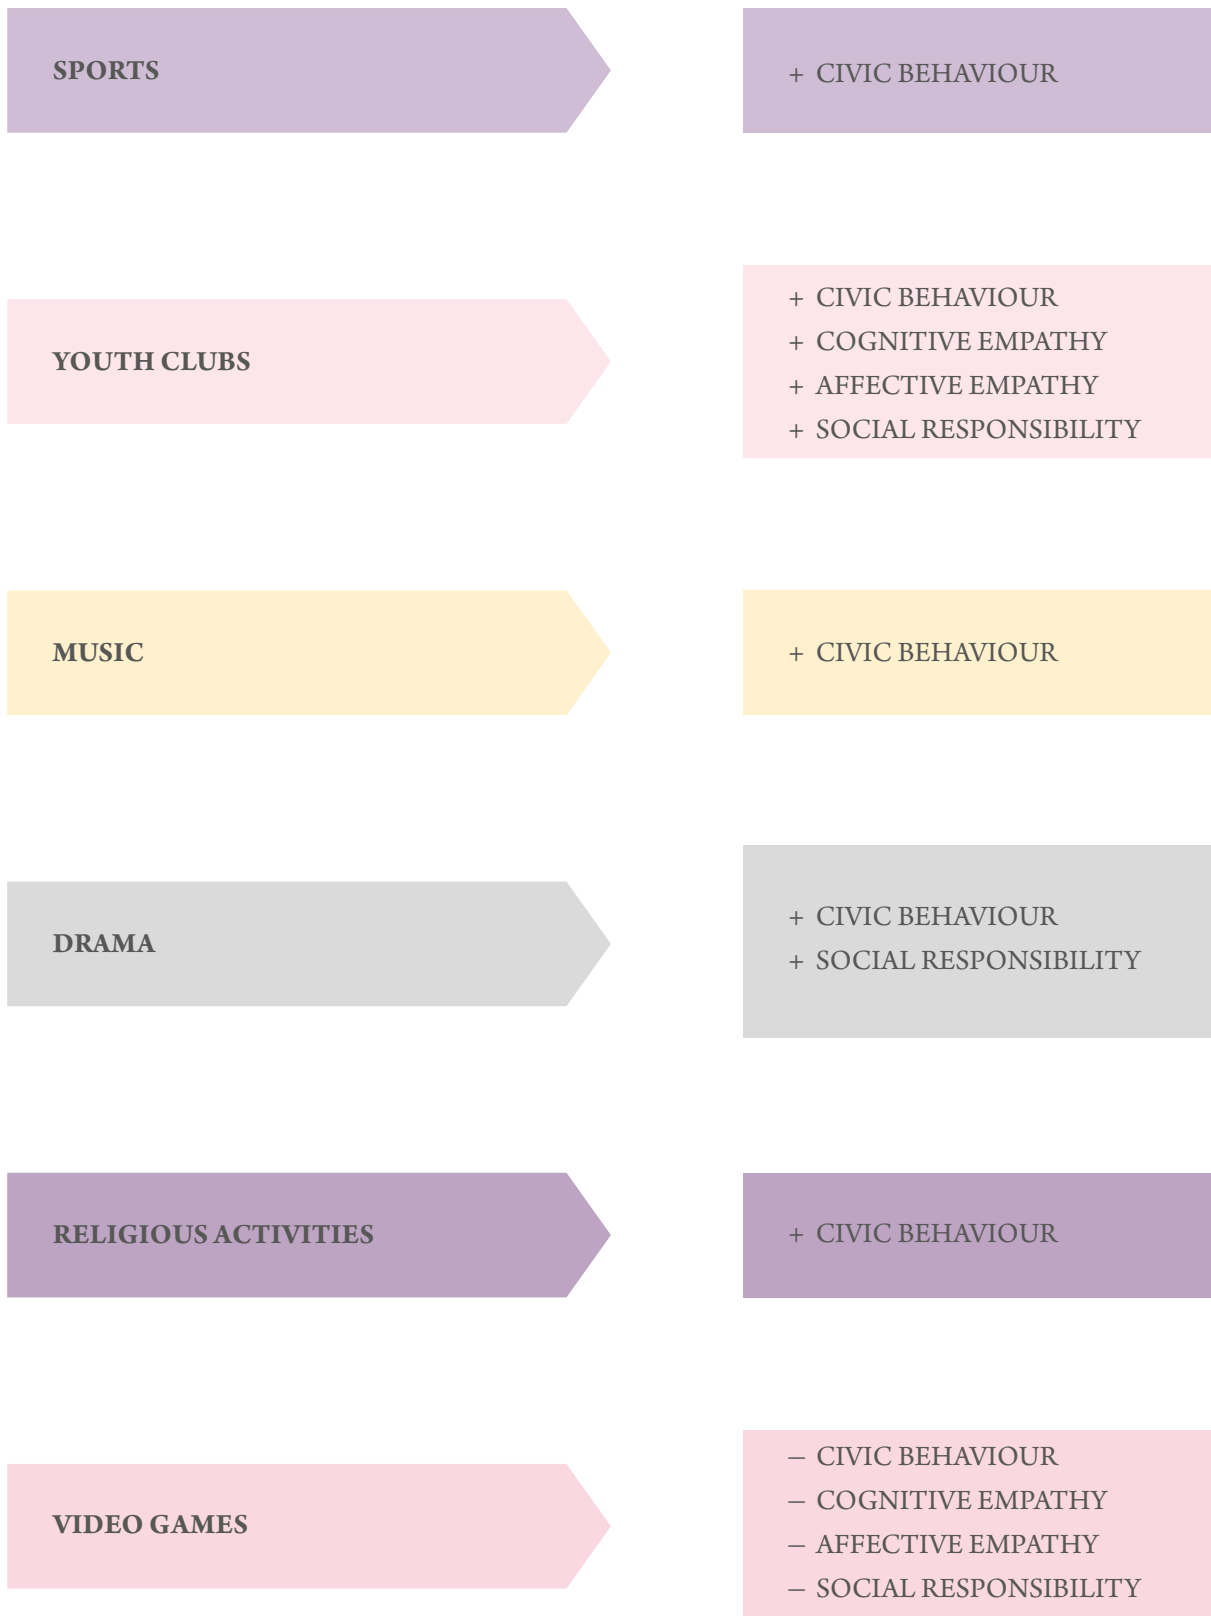 SPORTS
+ CIVIC BEHAVIOUR
YOUTH CLUBS
+ CIVIC BEHAVIOUR
+ COGNITIVE EMPATHY
+ AFFECTIVE EMPATHY
+ SOCIAL RESPONSIBILITY
MUSIC
+ CIVIC BEHAVIOUR
DRAMA
+ CIVIC BEHAVIOUR
+ SOCIAL RESPONSIBILITY
RELIGIOUS ACTIVITIES
+ CIVIC BEHAVIOUR
VIDEO GAMES
– CIVIC BEHAVIOUR
– COGNITIVE EMPATHY
– AFFECTIVE EMPATHY
– SOCIAL RESPONSIBILITY